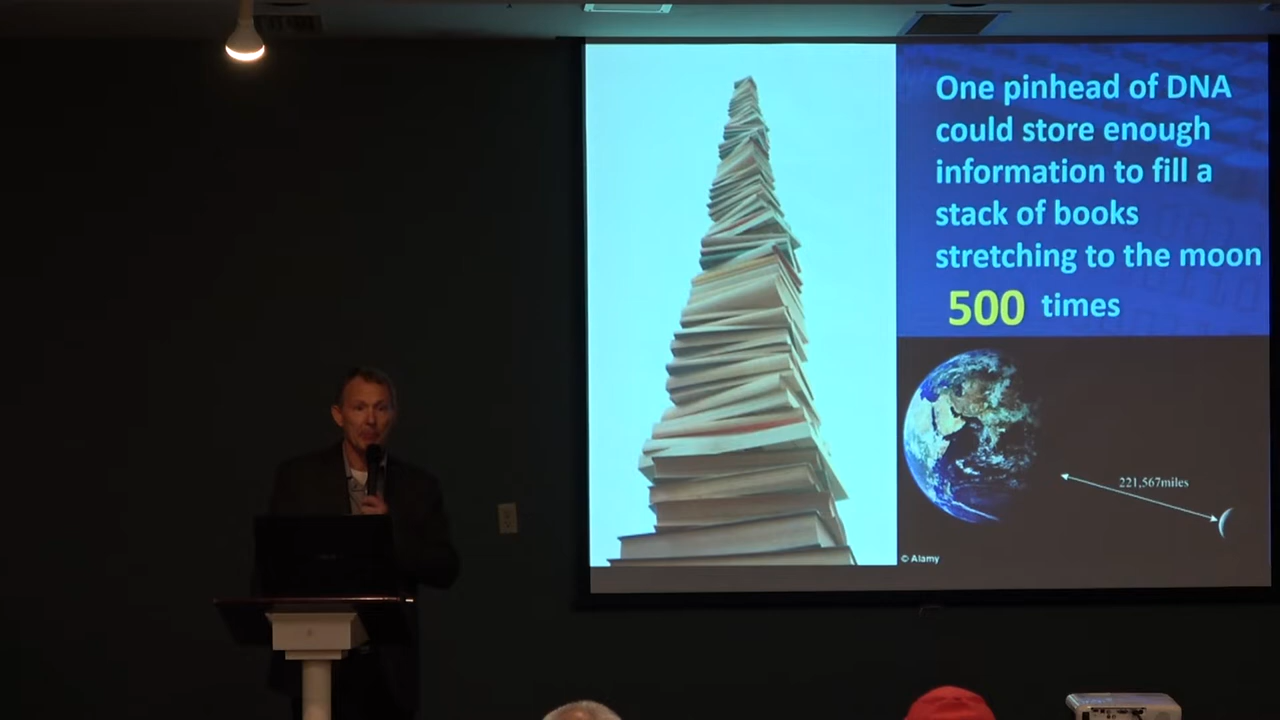 One pinhead of DNA
could store enough
information to fill a
stack of books
stretching to the moon
500 times
221,567miles
© Alamy